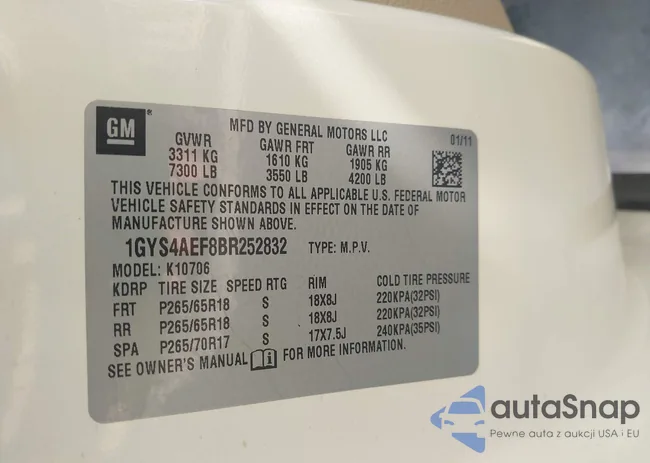 GM ®
MFD BY GENERAL MOTORS LLC
01/11
GVWR GAWR FRT GAWR RR
3311 KG 1610 KG 1905 KG
7300 LB 3550 LB 4200 LB
THIS VEHICLE CONFORMS TO ALL APPLICABLE U.S. FEDERAL MOTOR
VEHICLE SAFETY STANDARDS IN EFFECT ON THE DATE OF
MANUFACTURE SHOWN ABOVE.
1GYS4AEF8BR252832 TYPE: M.P.V.
MODEL: K10706
KDRP TIRE SIZE SPEED RTG RIM COLD TIRE PRESSURE
FRT P265/65R18 S 18X8J 220KPA(32PSI)
RR P265/65R18 S 18X8J 220KPA(32PSI)
SPA P265/70R17 S 17X7.5J 240KPA(35PSI)
SEE OWNER'S MANUAL i FOR MORE INFORMATION.
autaSnap
Pewne auta z aukcji USA i EU